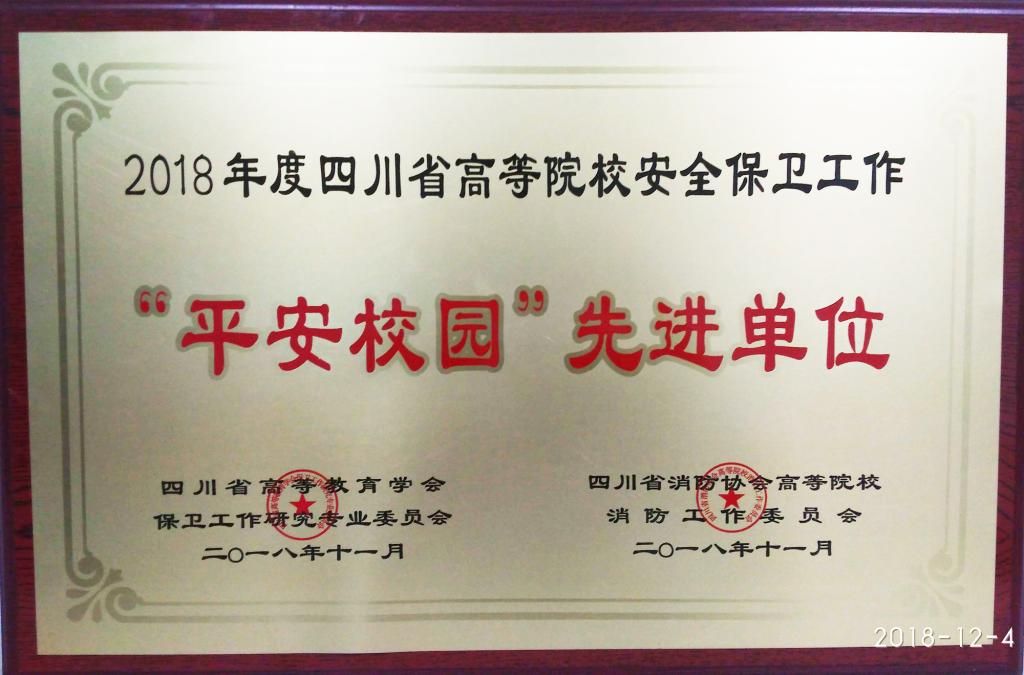 2018年度四川省高等院校安全保卫工作
“平安校园”先进单位
四川省高等教育学会
保卫工作研究专业委员会
二〇一八年十一月
四川省消防协会高等院校
消防工作委员会
二〇一八年十一月
2018-12-4